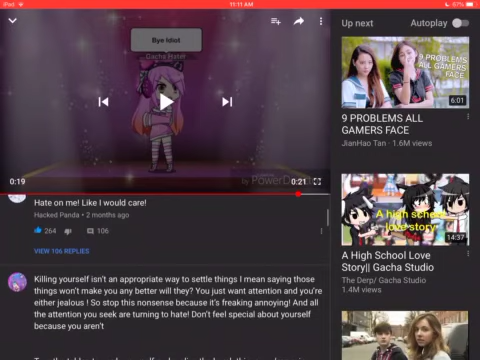 iPad
11:11 AM
67%
Bye Idiot
Gacha Hater
by PowerD
0:19
0:21
Hate on me! Like I would care!
Hacked Panda • 2 months ago
264
106
VIEW 106 REPLIES
Killing yourself isn't an appropriate way to settle things I mean saying those
things won't make you any better will they? You just want attention and you're
either jealous ! So stop this nonsense because it's freaking annoying! And all
the attention you seek are turning to hate! Don't feel special about yourself
because you aren't
Up next
Autoplay
9 PROBLEMS
ALL GAMERS
FACE
6:01
9 PROBLEMS ALL
GAMERS FACE
JianHao Tan • 1.6M views
A high school
love story
14:37
A High School Love
Story|| Gacha Studio
The Derp/ Gacha Studio
1.4M views